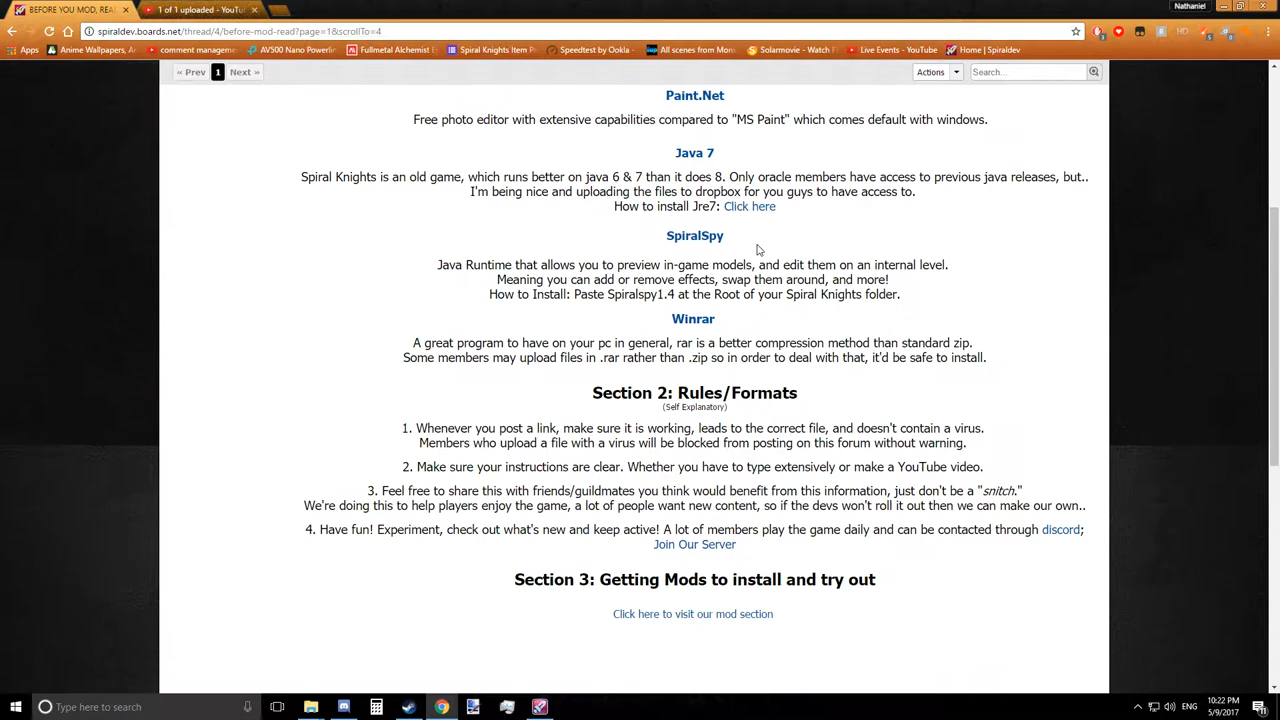 Nathaniel
BEFORE YOU MOD, REA
1 of 1 uploaded - YouTu
spiraldev.boards.net/thread/4/before-mod-read?page=1&scrollTo=4
Apps
Anime Wallpapers, An
comment managemen
AV500 Nano Powerlin
Fullmetal Alchemist E
Spiral Knights Item Pr
Speedtest by Ookla -
All scenes from Mons
Solarmovie - Watch F
Live Events - YouTube
Home | Spiraldev
« Prev 1 Next »
Actions
Search...
Paint.Net
Free photo editor with extensive capabilities compared to "MS Paint" which comes default with windows.
Java 7
Spiral Knights is an old game, which runs better on java 6 & 7 than it does 8. Only oracle members have access to previous java releases, but..
I'm being nice and uploading the files to dropbox for you guys to have access to.
How to install Jre7: Click here
SpiralSpy
Java Runtime that allows you to preview in-game models, and edit them on an internal level.
Meaning you can add or remove effects, swap them around, and more!
How to Install: Paste Spiralspy1.4 at the Root of your Spiral Knights folder.
Winrar
A great program to have on your pc in general, rar is a better compression method than standard zip.
Some members may upload files in .rar rather than .zip so in order to deal with that, it'd be safe to install.
Section 2: Rules/Formats
(Self Explanatory)
1. Whenever you post a link, make sure it is working, leads to the correct file, and doesn't contain a virus.
Members who upload a file with a virus will be blocked from posting on this forum without warning.
2. Make sure your instructions are clear. Whether you have to type extensively or make a YouTube video.
3. Feel free to share this with friends/guildmates you think would benefit from this information, just don't be a "snitch."
We're doing this to help players enjoy the game, a lot of people want new content, so if the devs won't roll it out then we can make our own..
4. Have fun! Experiment, check out what's new and keep active! A lot of members play the game daily and can be contacted through discord;
Join Our Server
Section 3: Getting Mods to install and try out
Click here to visit our mod section
Type here to search
10:22 PM
5/9/2017